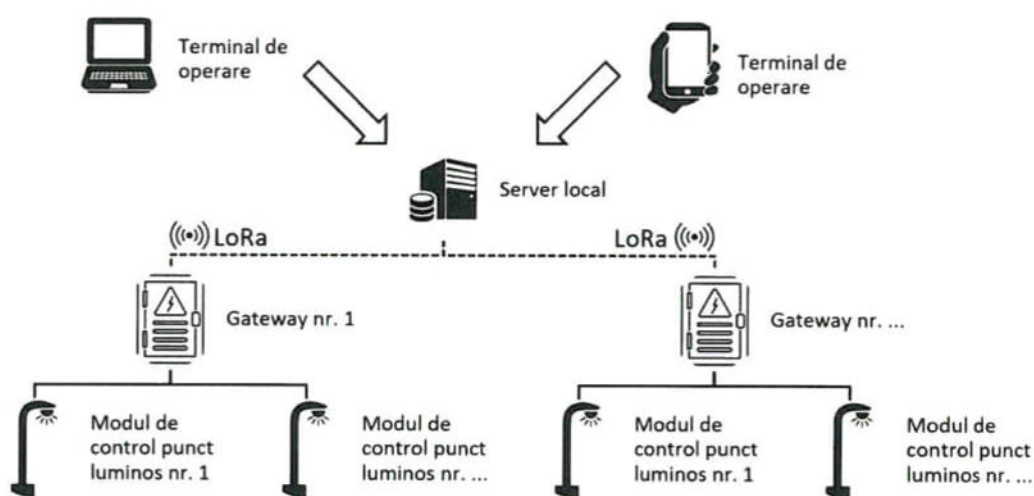 Terminal de
operare
Terminal de
operare
Server local
LoRa
LoRa
Gateway nr. 1
Gateway nr. ...
Modul de
control punct
luminos nr. 1
Modul de
control punct
luminos nr. ...
Modul de
control punct
luminos nr. 1
Modul de
control punct
luminos nr. ...